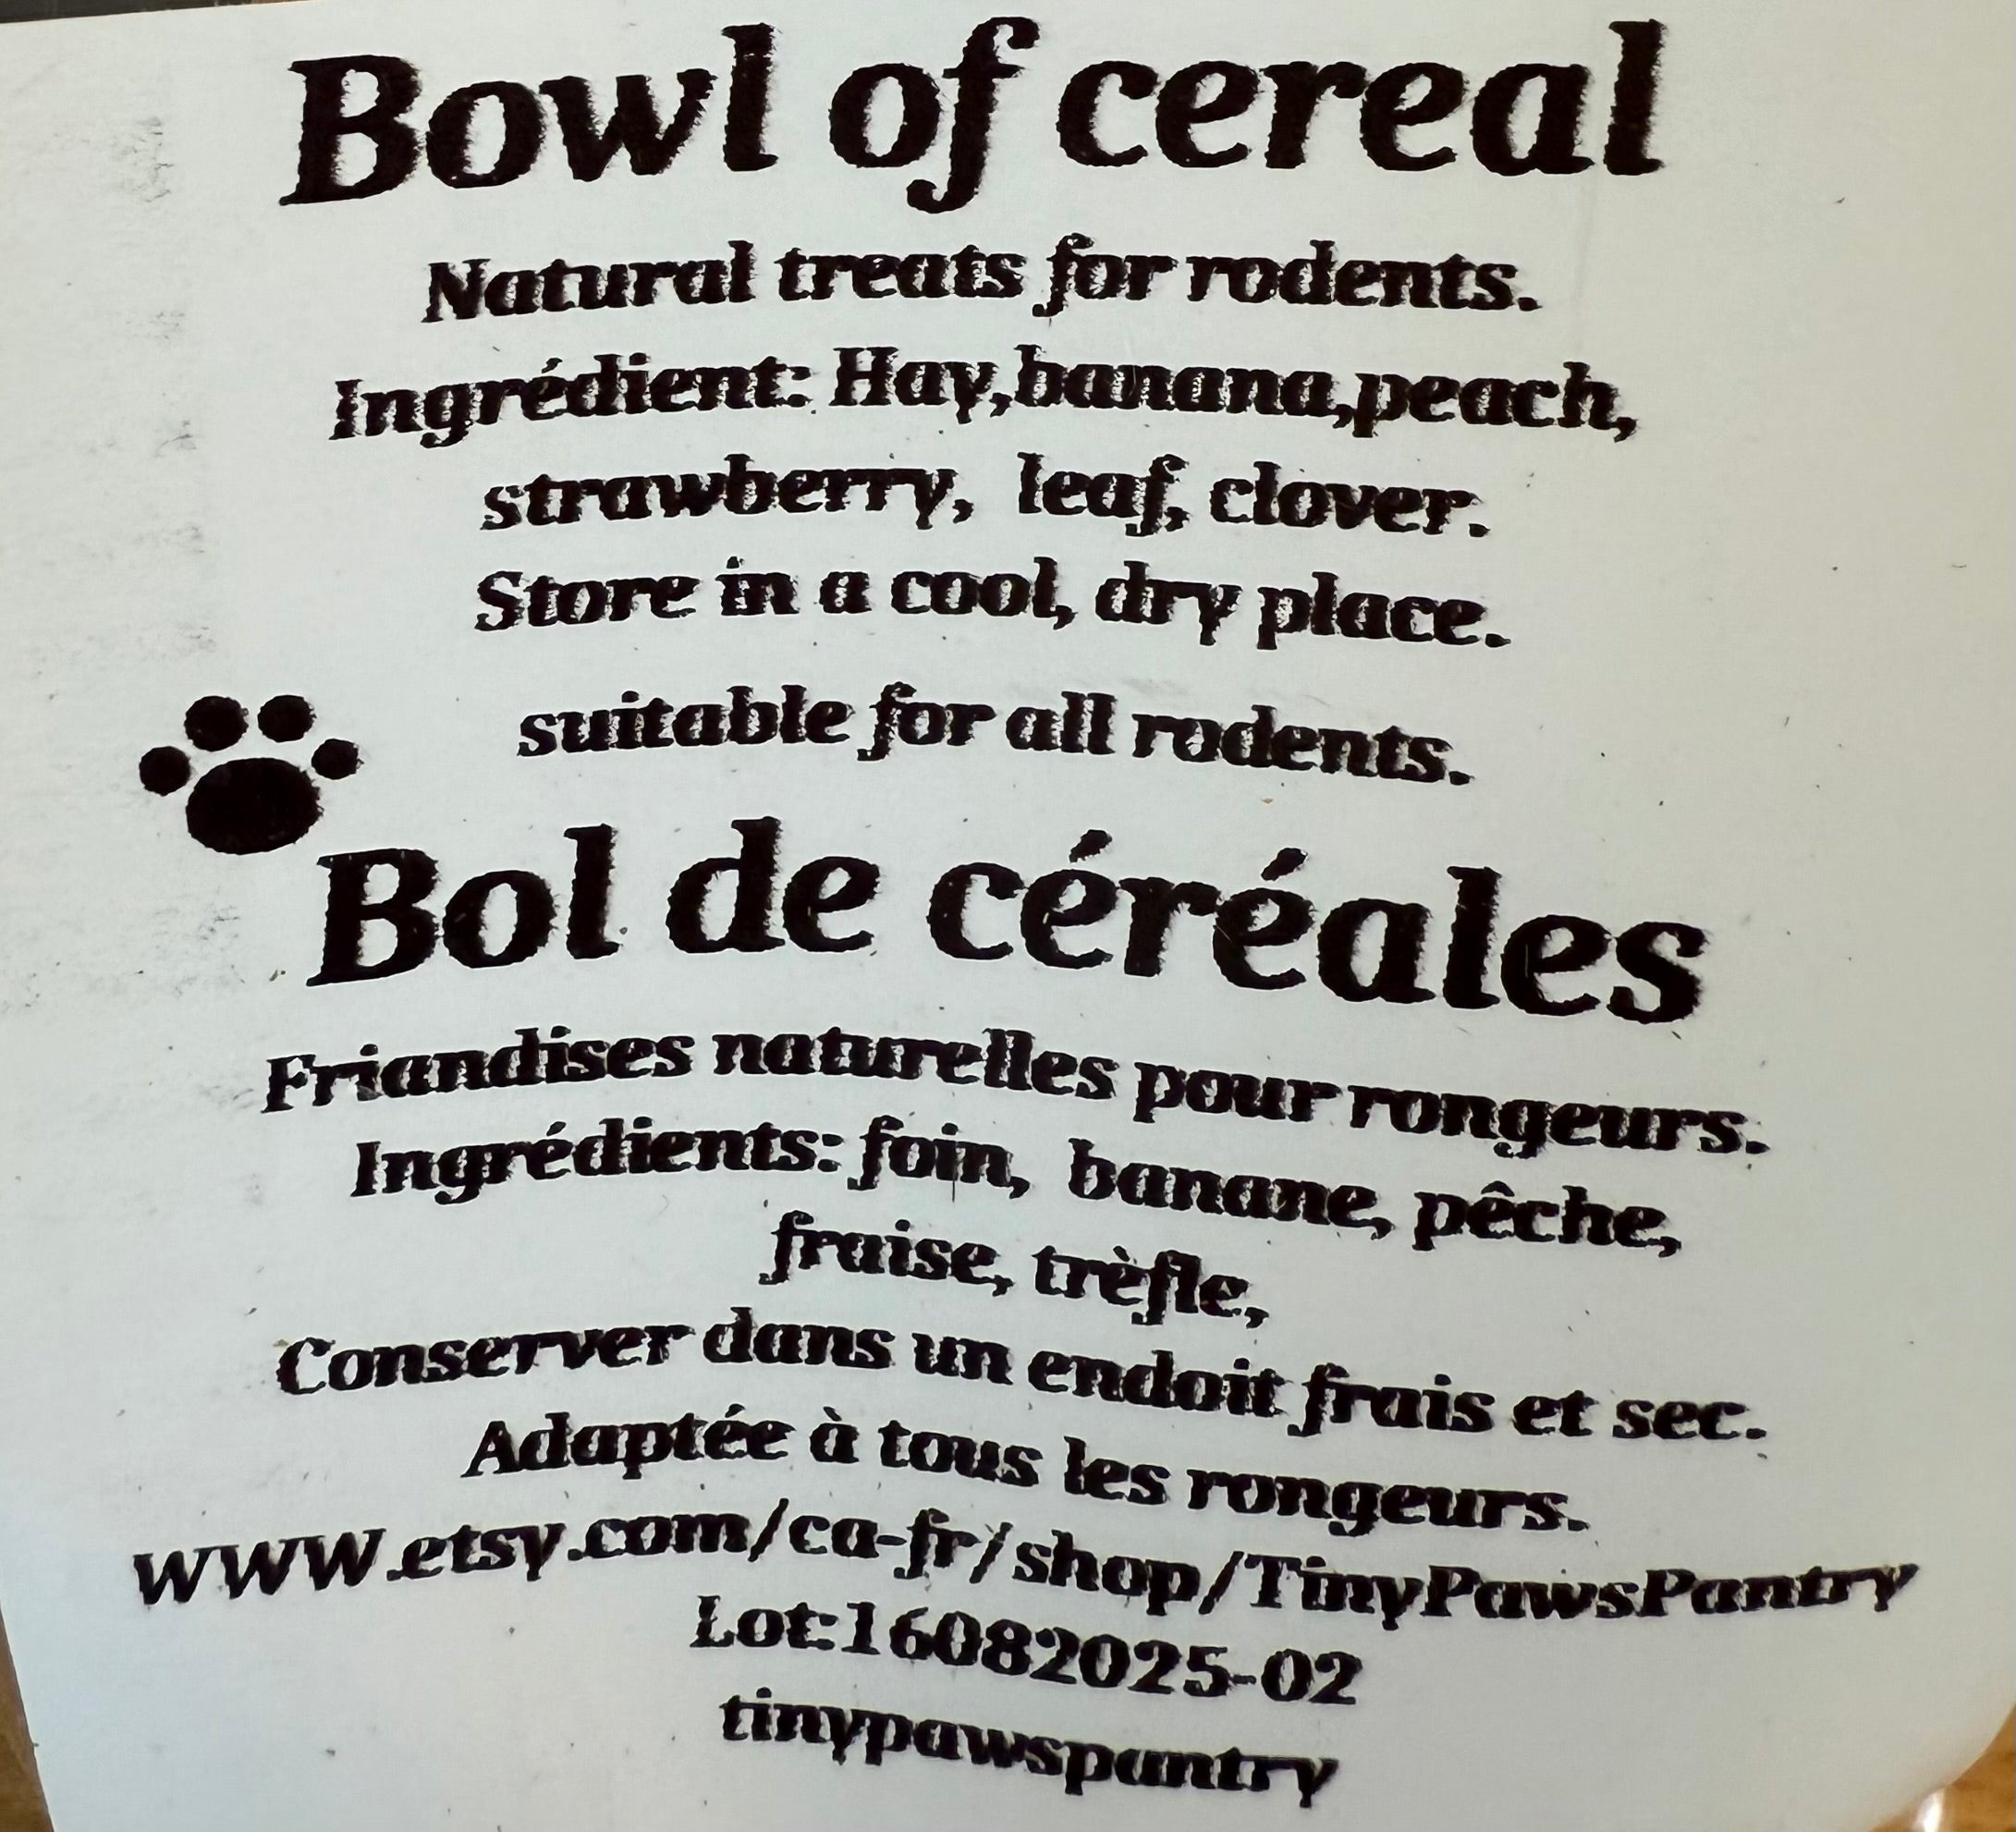 Bowl of cereal
Natural treats for rodents.
Ingrédient: Hay,banana,peach,
strawberry, leaf, clover.
Store in a cool, dry place.
suitable for all rodents.
Bol de céréales
Friandises naturelles pour rongeurs.
Ingrédients: foin, banane, pêche,
fraise, trèfle,
Conserver dans un endoit frais et sec.
Adaptée à tous les rongeurs.
WWW.etsy.com/ca-fr/shop/TinyPawsPantry
Lot:16082025-02
tinypawspantry